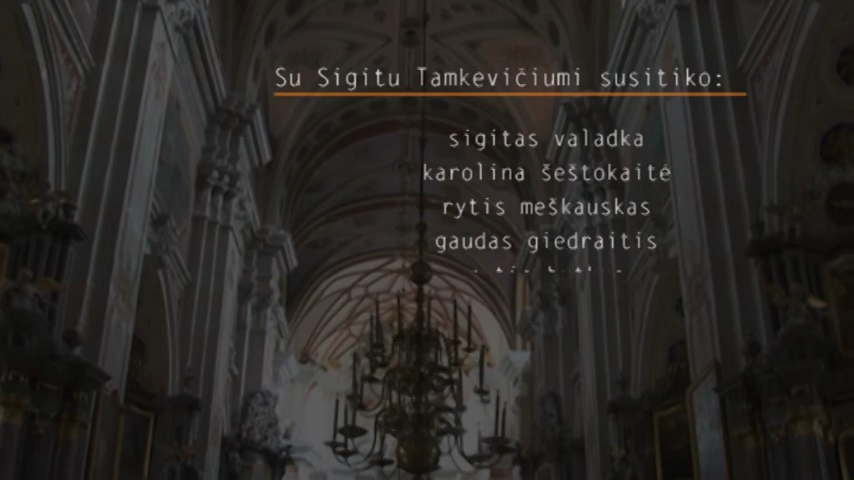 Su Sigitu Tamkevičiumi susitiko:
sigitas valadka
karolina šeštokaitė
rytis meškauskas
gaudas giedraitis